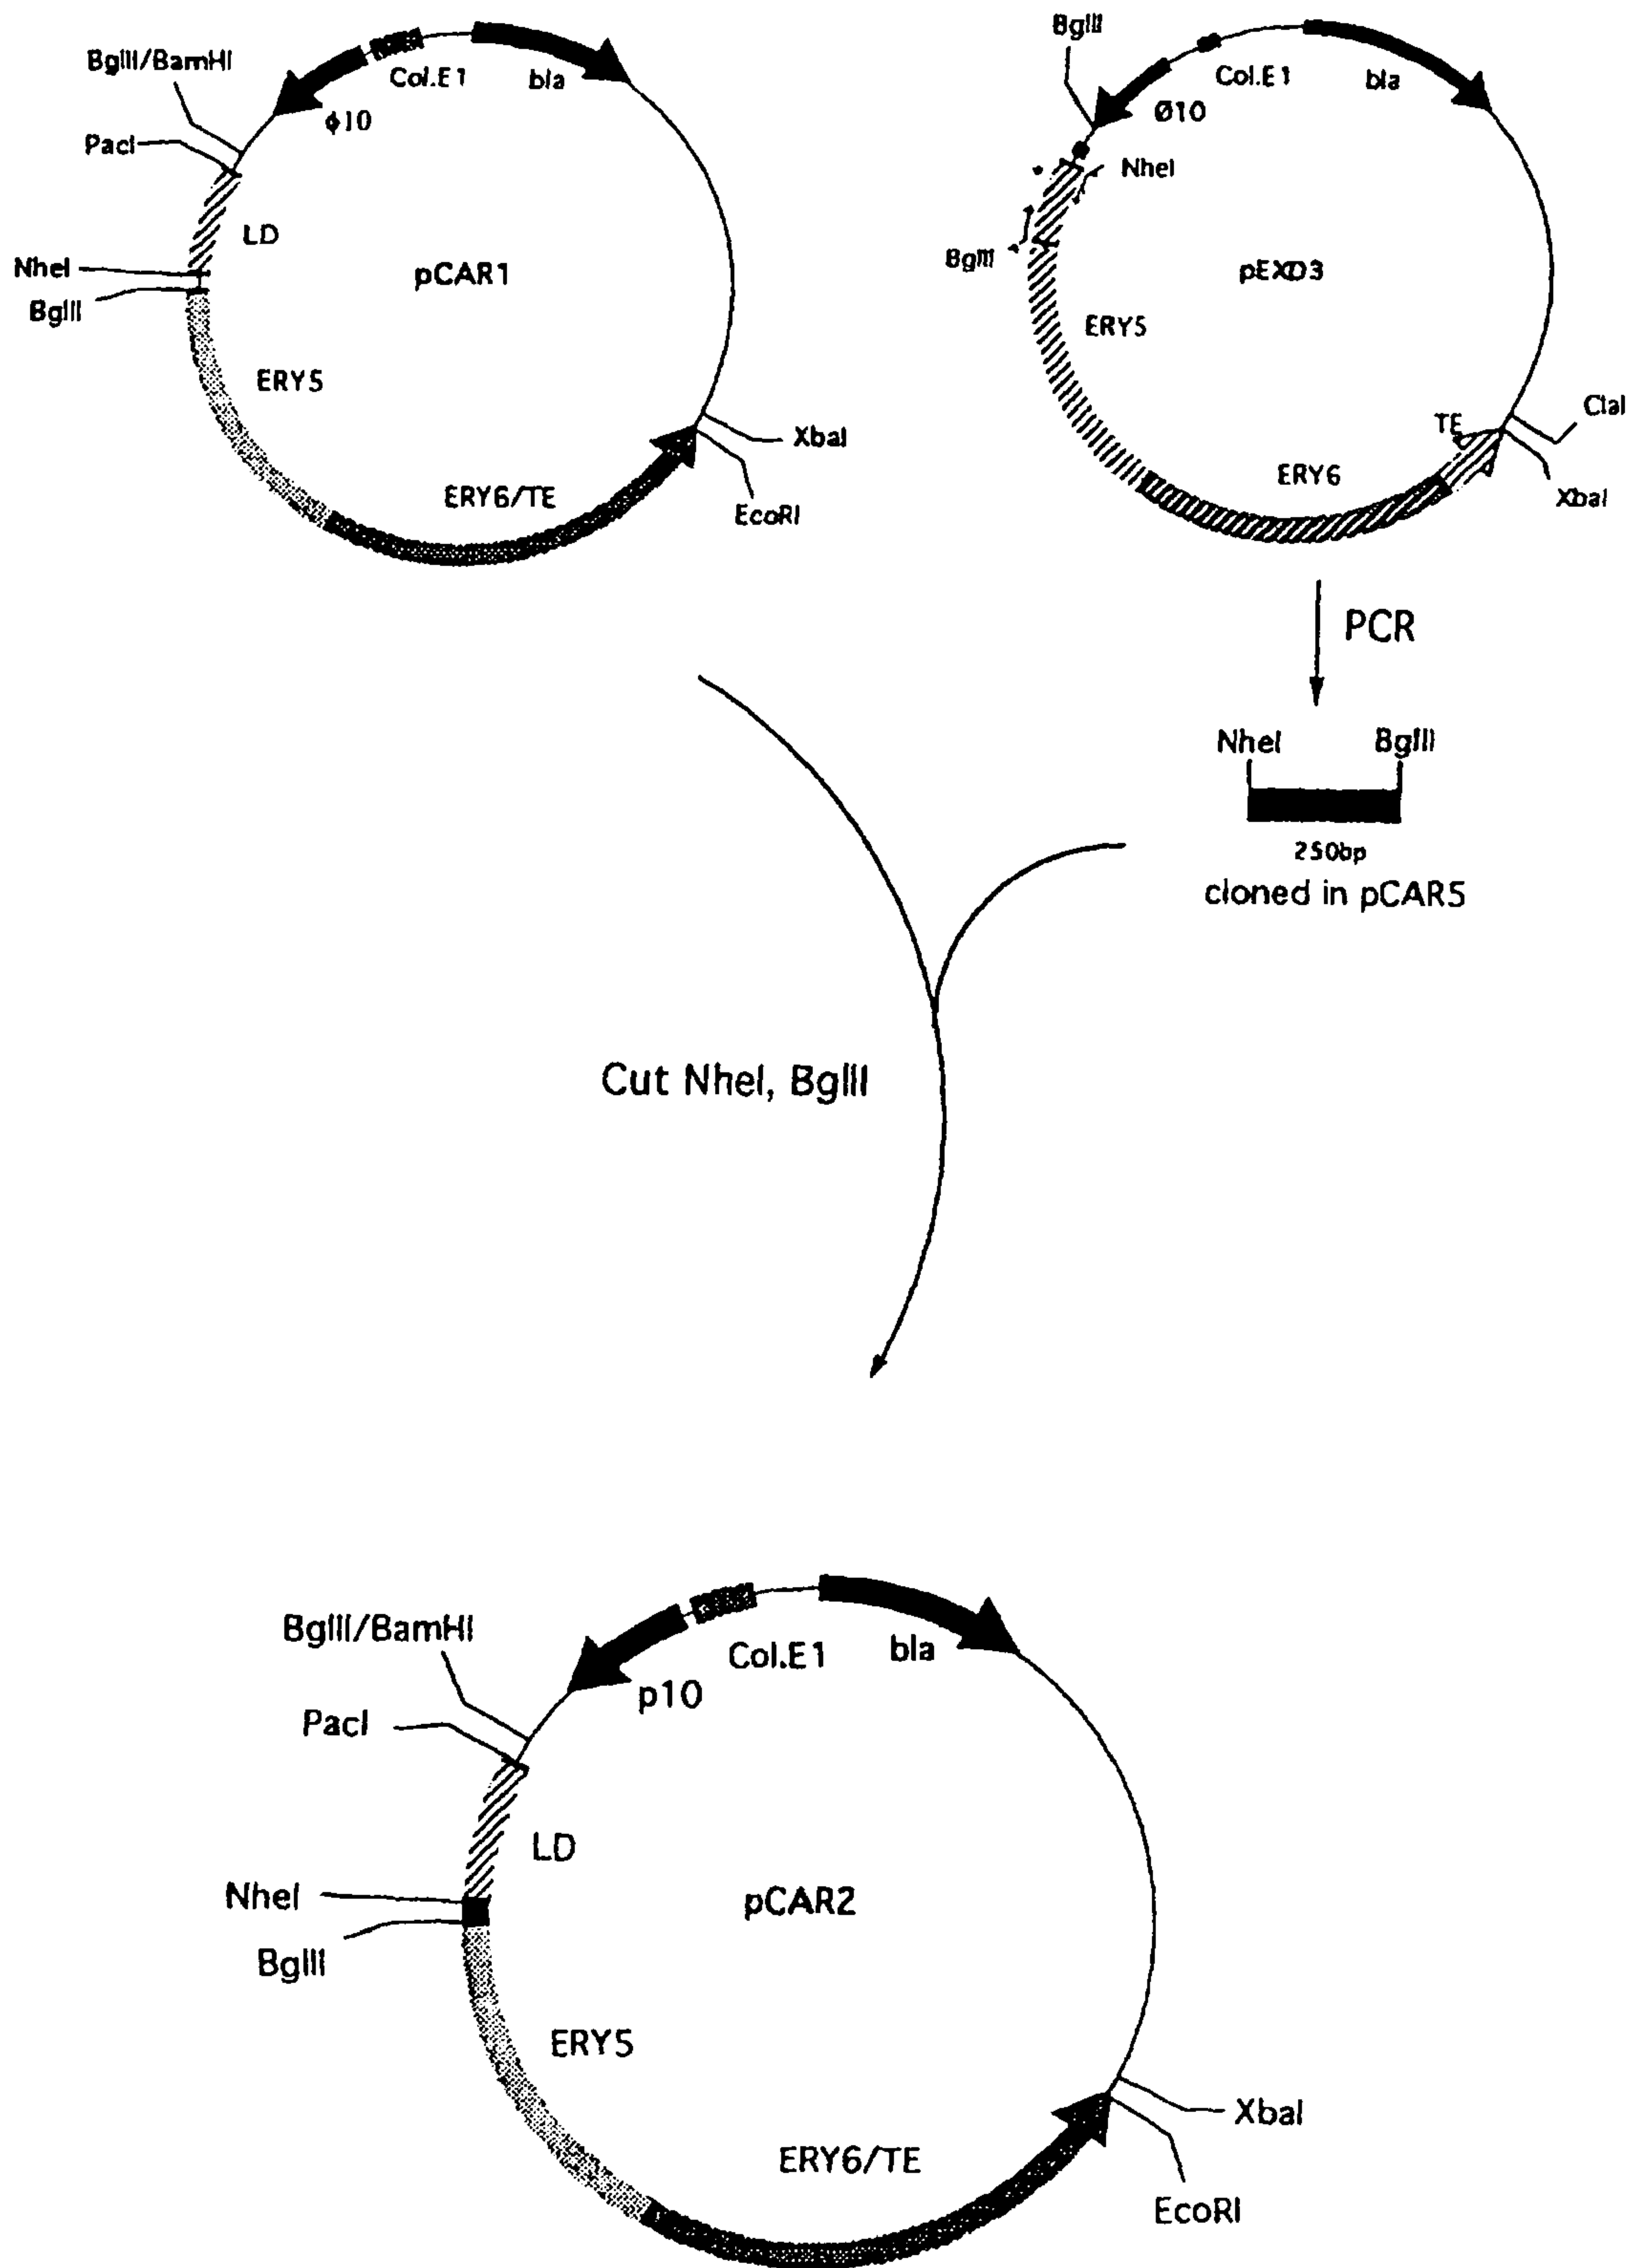 BglII/BamHI
Col.E1
bla
ϕ10
PacI
LD
NheI
pCAR1
BglII
ERY5
XbaI
ERY6/TE
EcoRI
BglII
Col.E1
bla
Ø10
NheI
BglII
pEXD3
ERY5
ClaI
TE
ERY6
XbaI
PCR
NheI BglII
250bp
cloned in pCAR5
Cut NheI, BglII
BglII/BamHI
Col.E1
bla
p10
PacI
LD
NheI
pCAR2
BglII
ERY5
XbaI
ERY6/TE
EcoRI